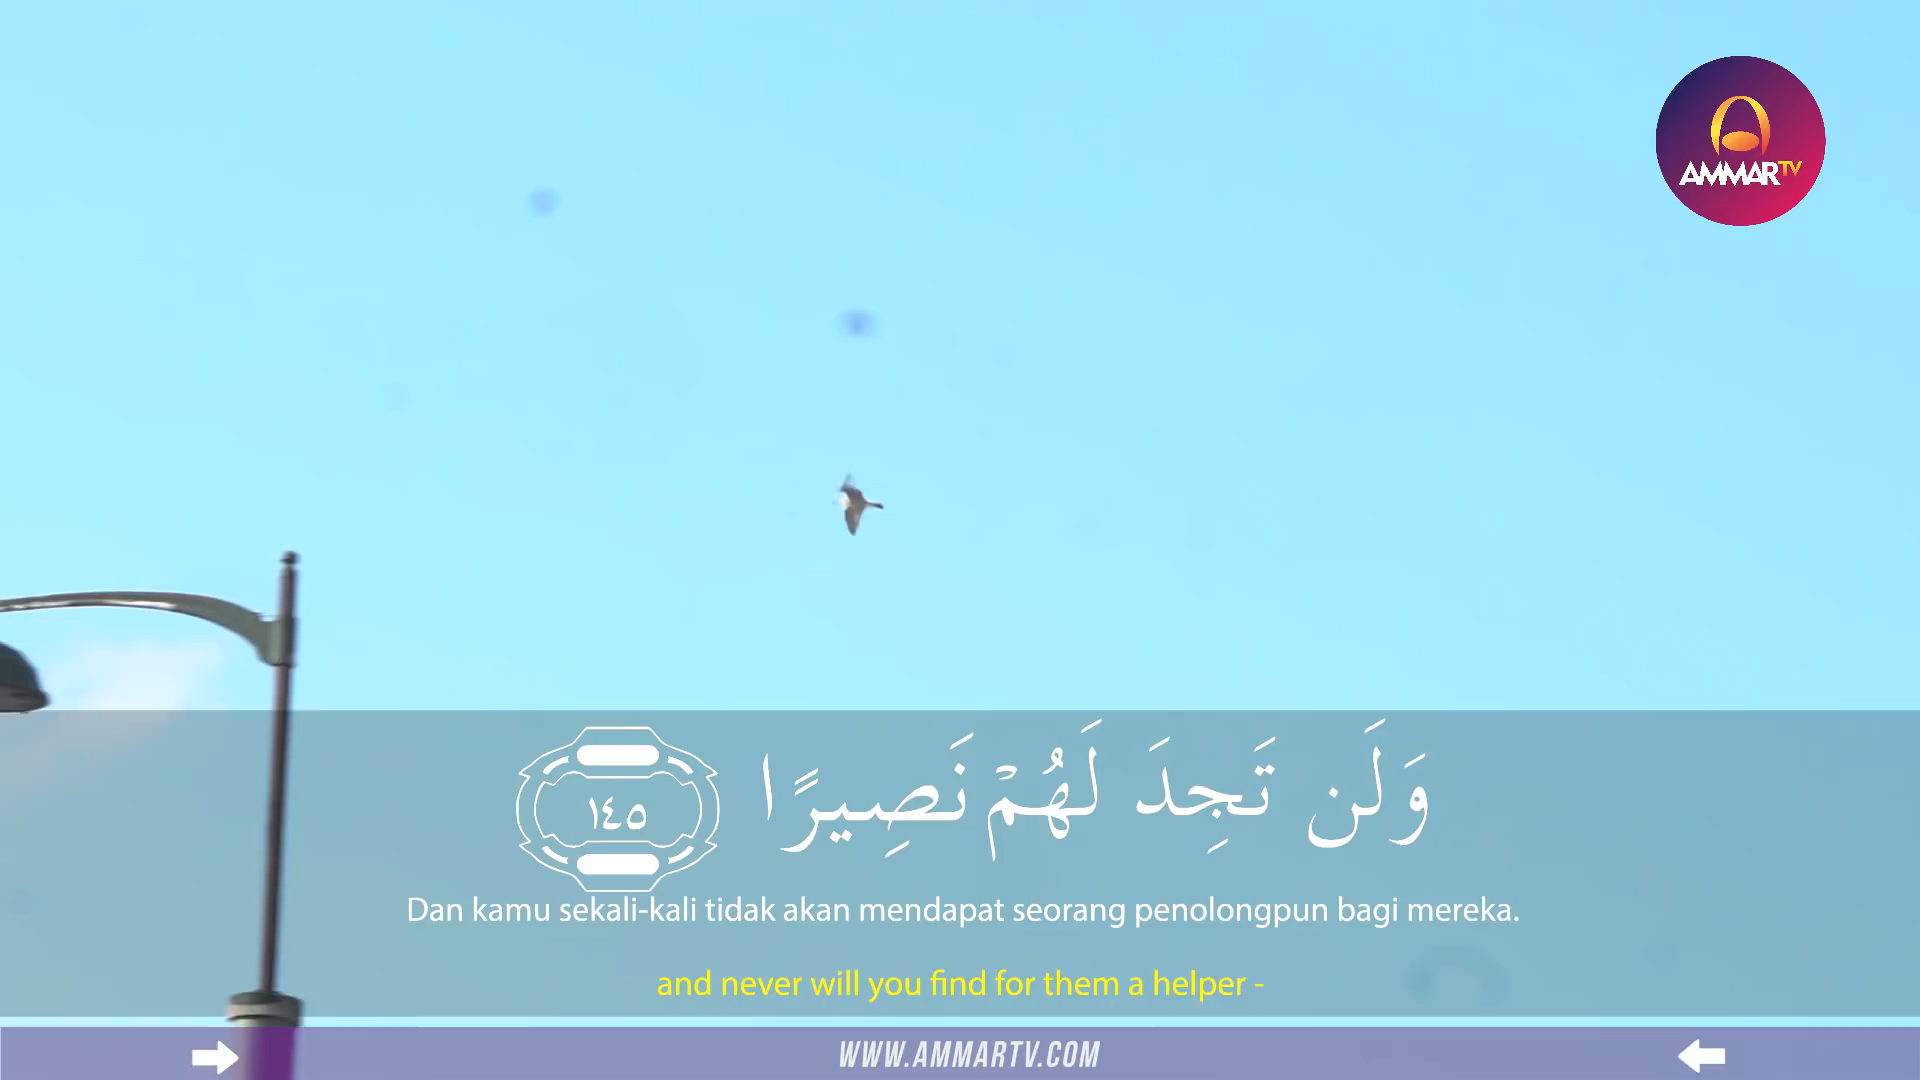 AMMARTV
وَلَن تَجِدَ لَهُمْ نَصِيرًا ١٤٥
Dan kamu sekali-kali tidak akan mendapat seorang penolongpun bagi mereka.
and never will you find for them a helper -
WWW.AMMARTV.COM